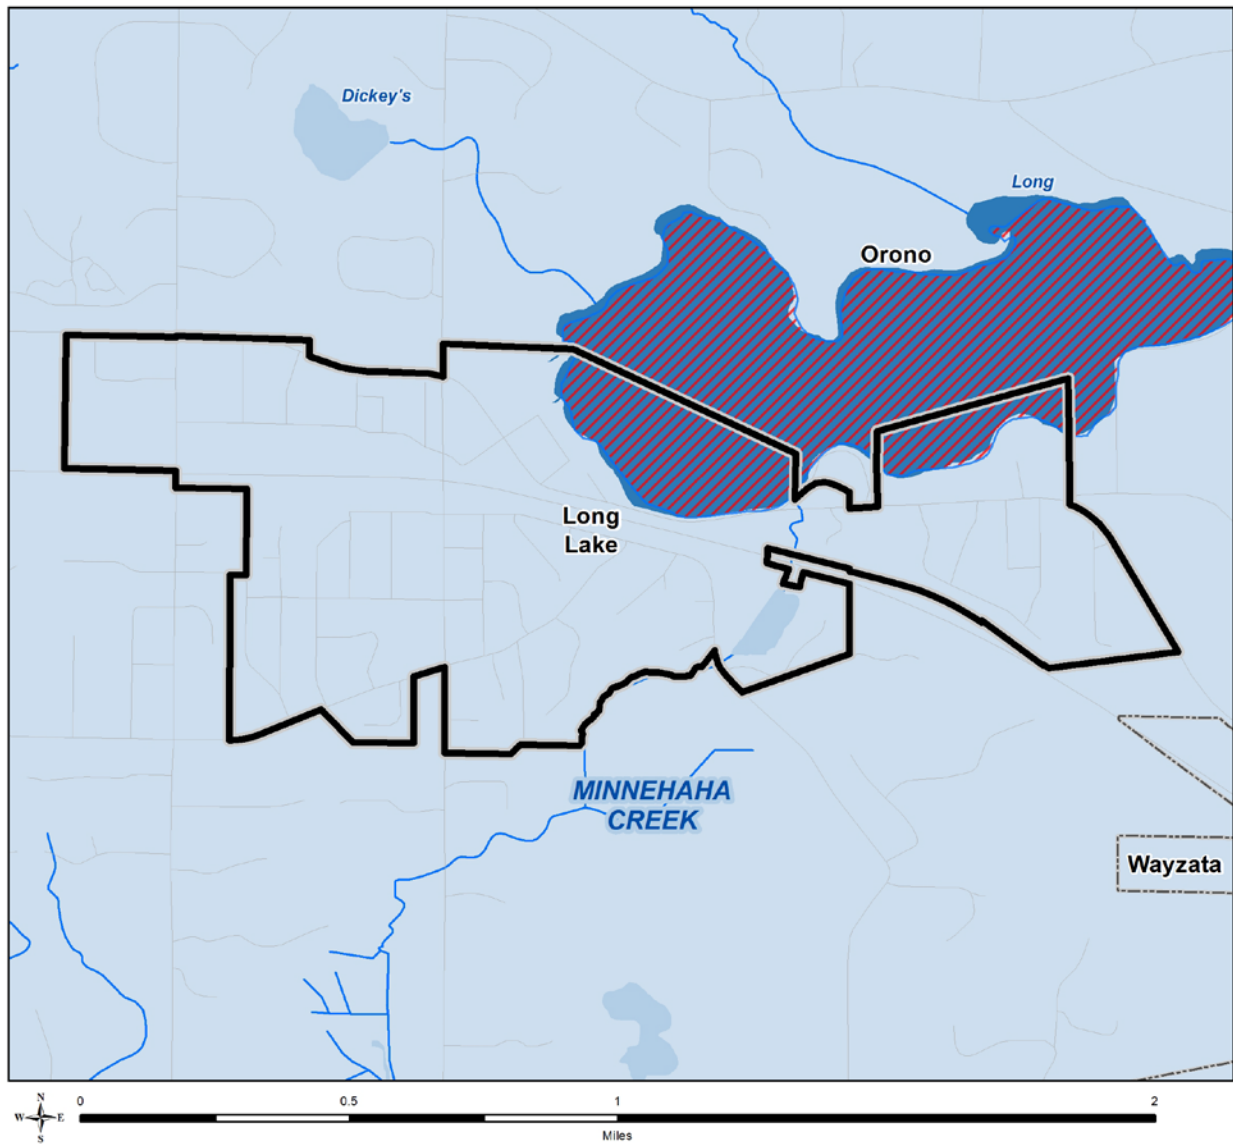 Dickey's
Long
Orono
Long
Lake
MINNEHAHA
CREEK
Wayzata
N
W E
S
0 0.5 1 2
Miles